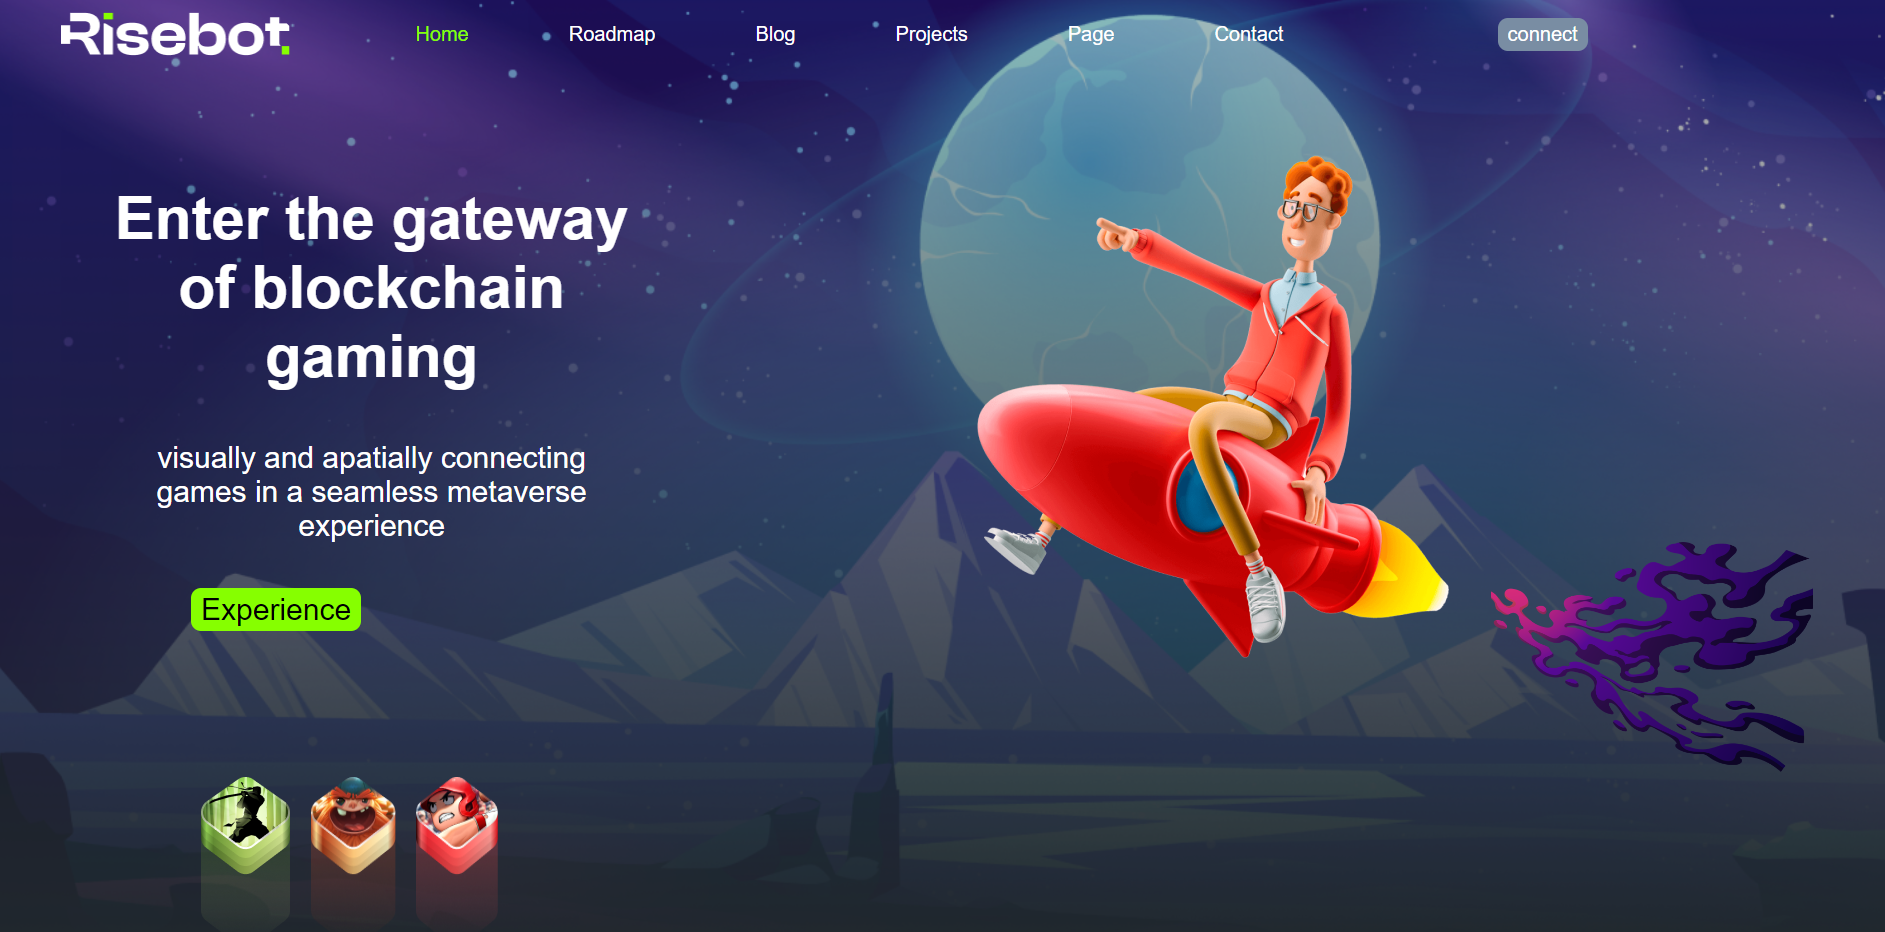 Risebot
Home
Roadmap
Blog
Projects
Page
Contact
connect
Enter the gateway
of blockchain
gaming
visually and apatially connecting
games in a seamless metaverse
experience
Experience